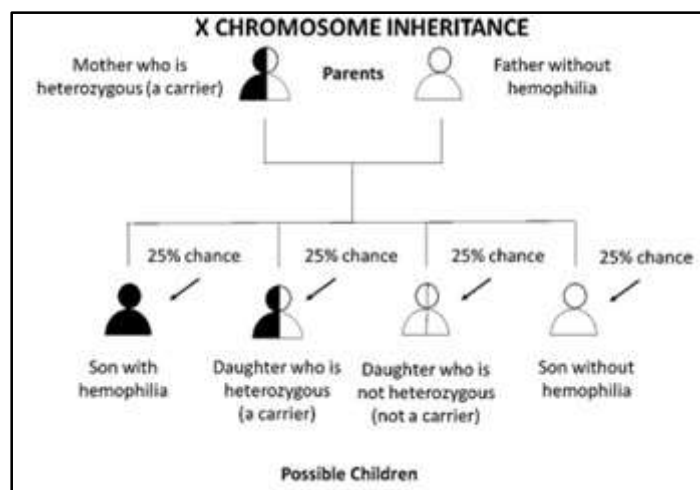 X CHROMOSOME INHERITANCE
Mother who is
heterozygous (a carrier)
Parents
Father without
hemophilia
25% chance
25% chance
25% chance
25% chance
Son with
hemophilia
Daughter who is
heterozygous
(a carrier)
Daughter who is
not heterozygous
(not a carrier)
Son without
hemophilia
Possible Children